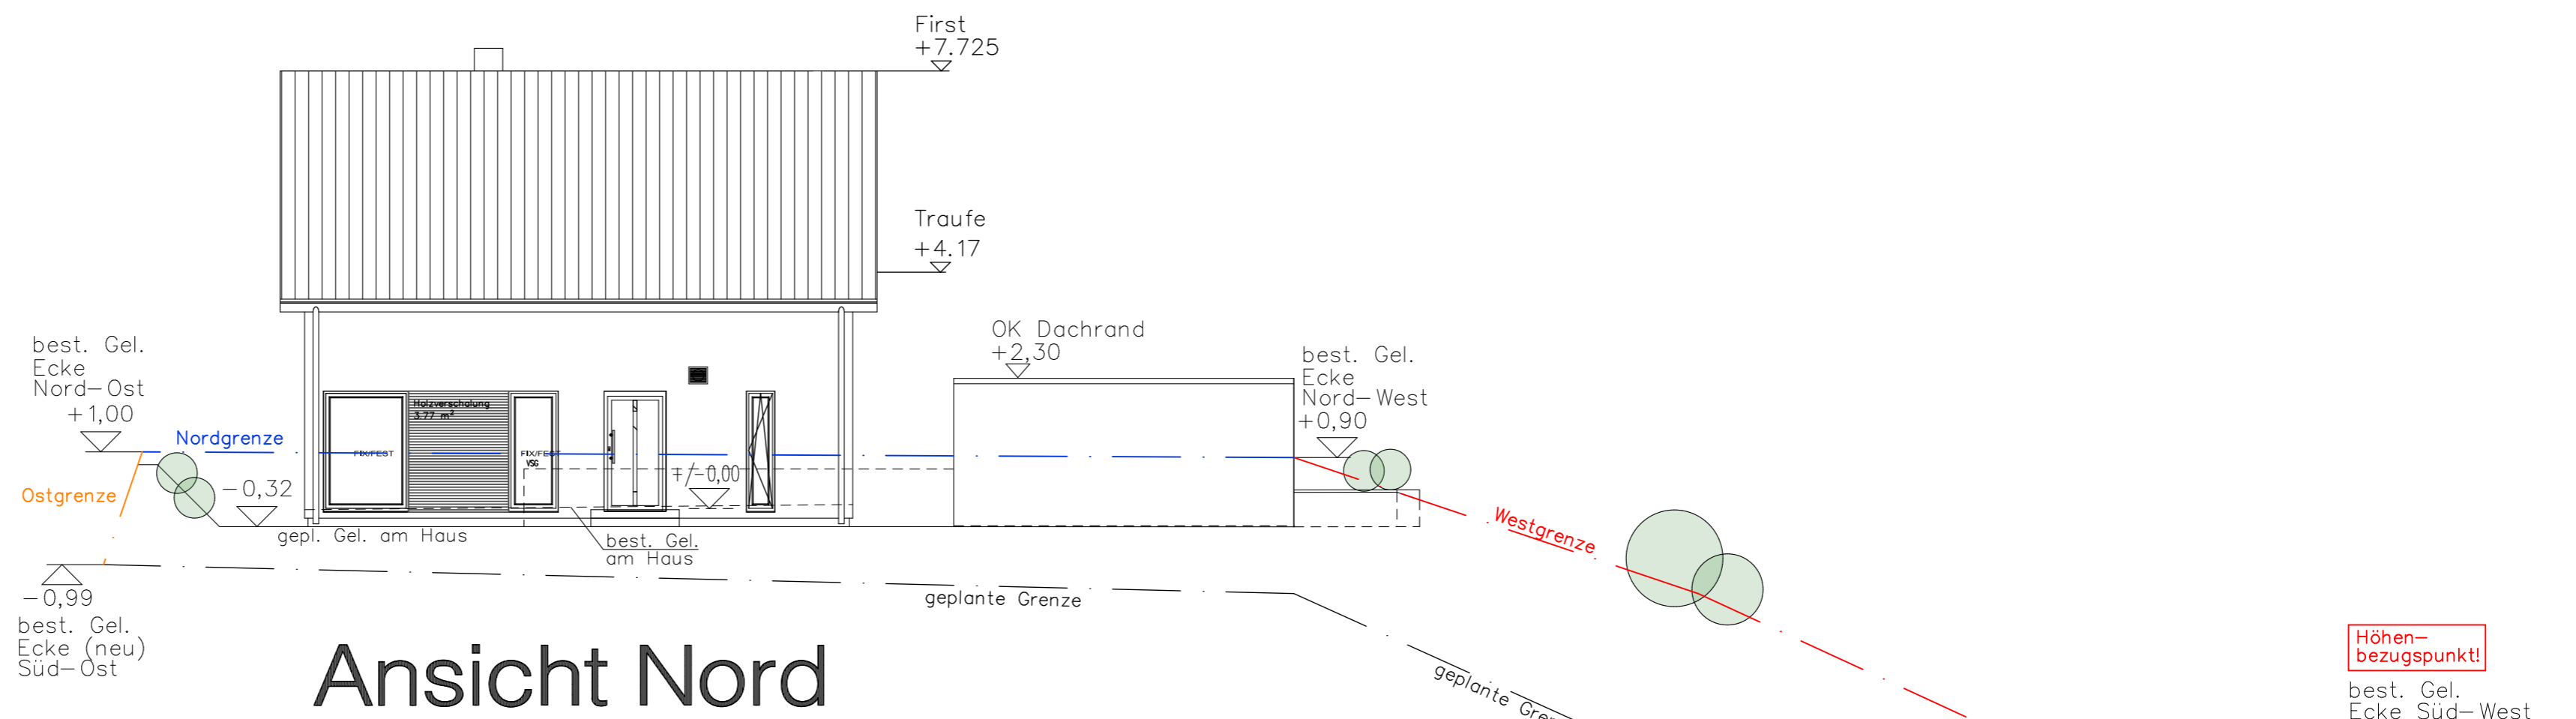 First
+7.725
Traufe
+4.17
OK Dachrand
+2,30
best. Gel.
Ecke
Nord-Ost
+1,00
best. Gel.
Ecke
Nord-West
+0,90
Nordgrenze
Holzverschalung
3.77 m²
FIX/FEST
FIX/FEST
VSG
+/-0,00
Ostgrenze
-0,32
gepl. Gel. am Haus
best. Gel.
am Haus
Westgrenze
-0,99
best. Gel.
Ecke (neu)
Süd-Ost
geplante Grenze
geplante Gren
Ansicht Nord
Höhen-
bezugspunkt!
best. Gel.
Ecke Süd-West